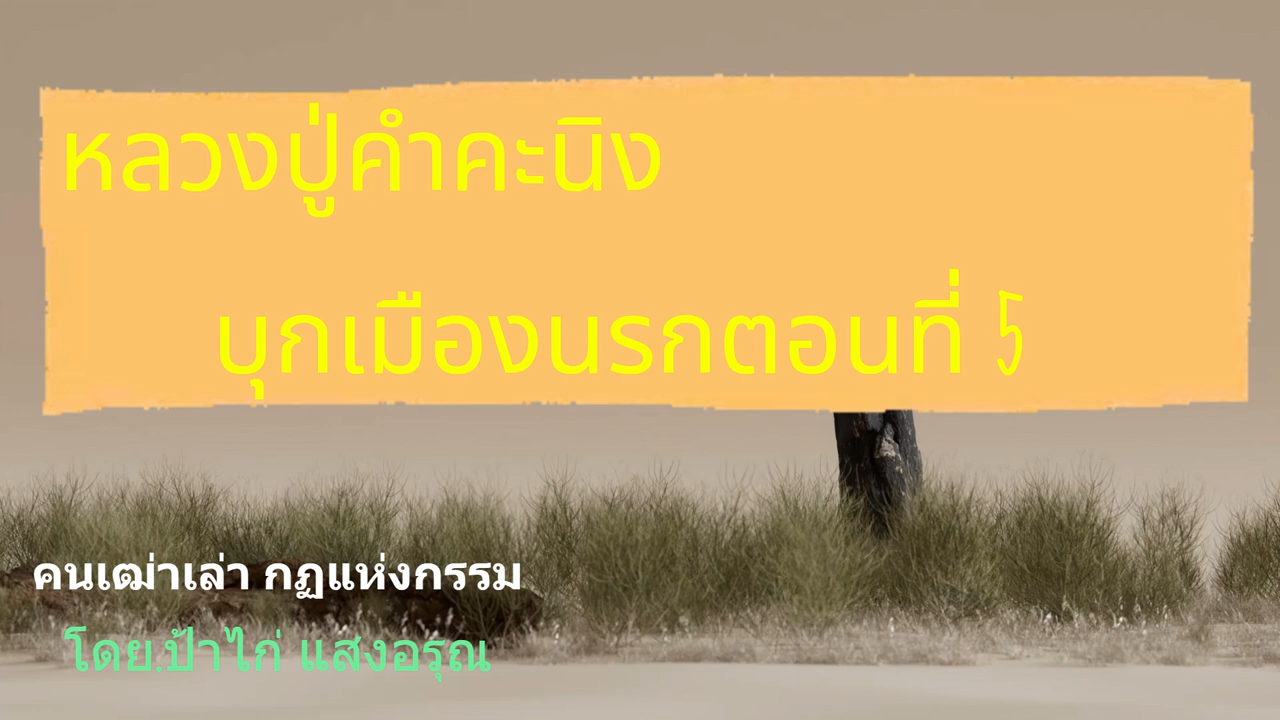 หลวงปู่คำคะนิง
บุกเมืองนรกตอนที่ 5
คนเฒ่าเล่า กฏแห่งกรรม
โดย.ป้าไก่ แสงอรุณ